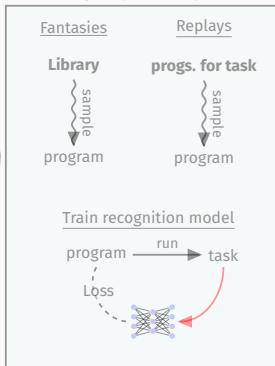 Fantasies Replays
Library progs. for task
sample sample
program program
Train recognition model
program run task
Loss